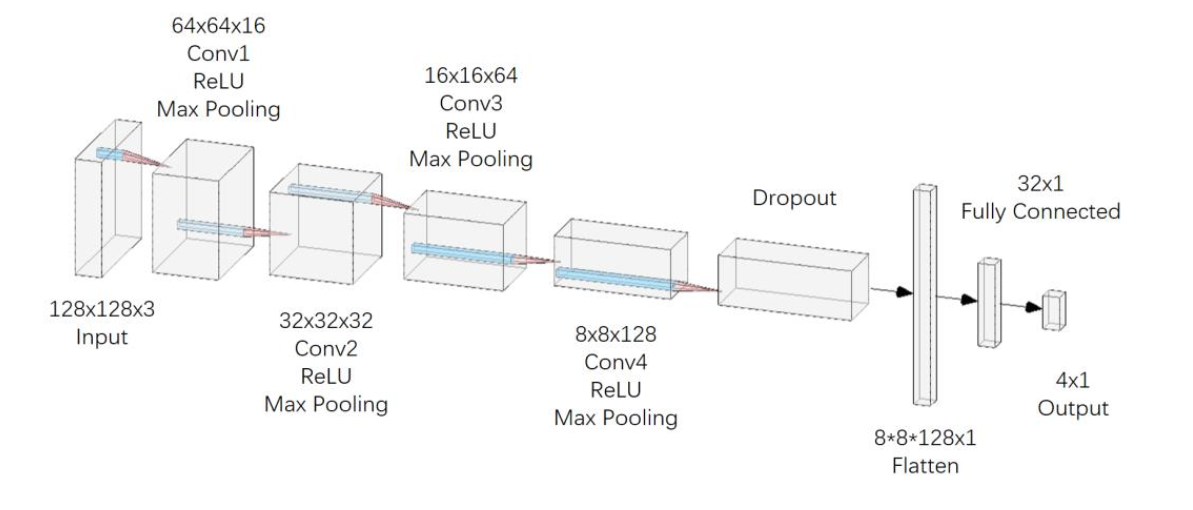 64x64x16
Conv1
ReLU
Max Pooling
16x16x64
Conv3
ReLU
Max Pooling
Dropout
32x1
Fully Connected
128x128x3
Input
32x32x32
Conv2
ReLU
Max Pooling
8x8x128
Conv4
ReLU
Max Pooling
4x1
Output
8*8*128x1
Flatten